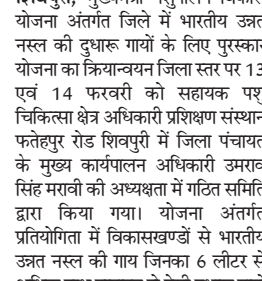 योजना अंतर्गत जिले में भारतीय उन्नत
नस्ल की दुधारू गायों के लिए पुरस्कार
योजना का क्रियान्वयन जिला स्तर पर 13
एवं 14 फरवरी को सहायक पशु
चिकित्सा क्षेत्र अधिकारी प्रशिक्षण संस्थान
फतेहपुर रोड शिवपुरी में जिला पंचायत
के मुख्य कार्यपालन अधिकारी उमराव
सिंह मरावी की अध्यक्षता में गठित समिति
द्वारा किया गया। योजना अंतर्गत
प्रतियोगिता में विकासखण्डों से भारतीय
उन्नत नस्ल की गाय जिनका 6 लीटर से